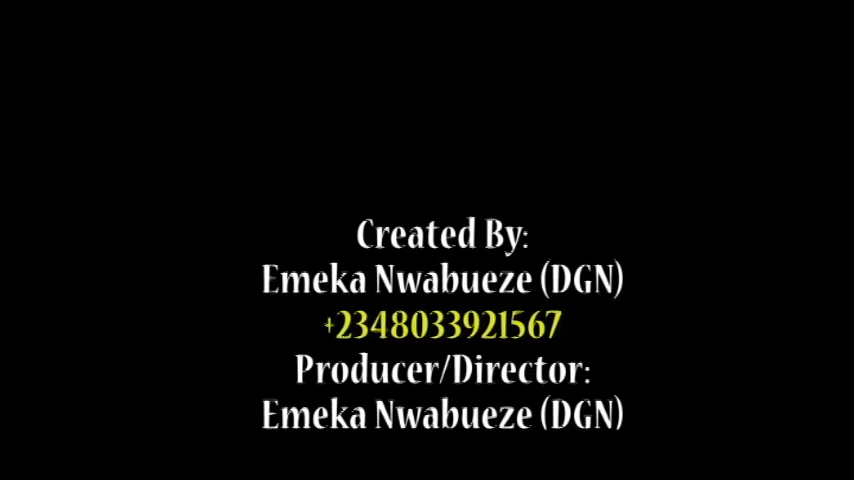 Created By:
Emeka Nwabueze (DGN)
+2348033921567
Producer/Director:
Emeka Nwabueze (DGN)